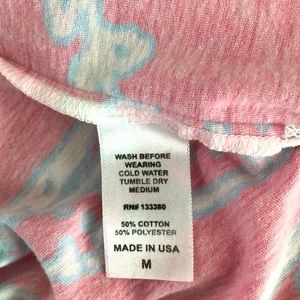 WASH BEFORE
WEARING
COLD WATER
TUMBLE DRY
MEDIUM
RN# 133380
50% COTTON
50% POLYESTER
MADE IN USA
M